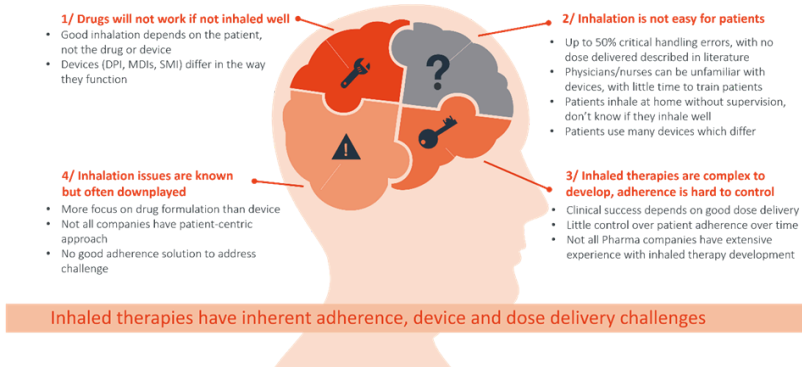 1/ Drugs will not work if not inhaled well
• Good inhalation depends on the patient,
not the drug or device
• Devices (DPI, MDIs, SMI) differ in the way
they function
2/ Inhalation is not easy for patients
• Up to 50% critical handling errors, with no
dose delivered described in literature
• Physicians/nurses can be unfamiliar with
devices, with little time to train patients
• Patients inhale at home without supervision,
don't know if they inhale well
• Patients use many devices which differ
4/ Inhalation issues are known
but often downplayed
• More focus on drug formulation than device
• Not all companies have patient-centric
approach
• No good adherence solution to address
challenge
3/ Inhaled therapies are complex to
develop, adherence is hard to control
• Clinical success depends on good dose delivery
• Little control over patient adherence over time
• Not all Pharma companies have extensive
experience with inhaled therapy development
?
!
Inhaled therapies have inherent adherence, device and dose delivery challenges